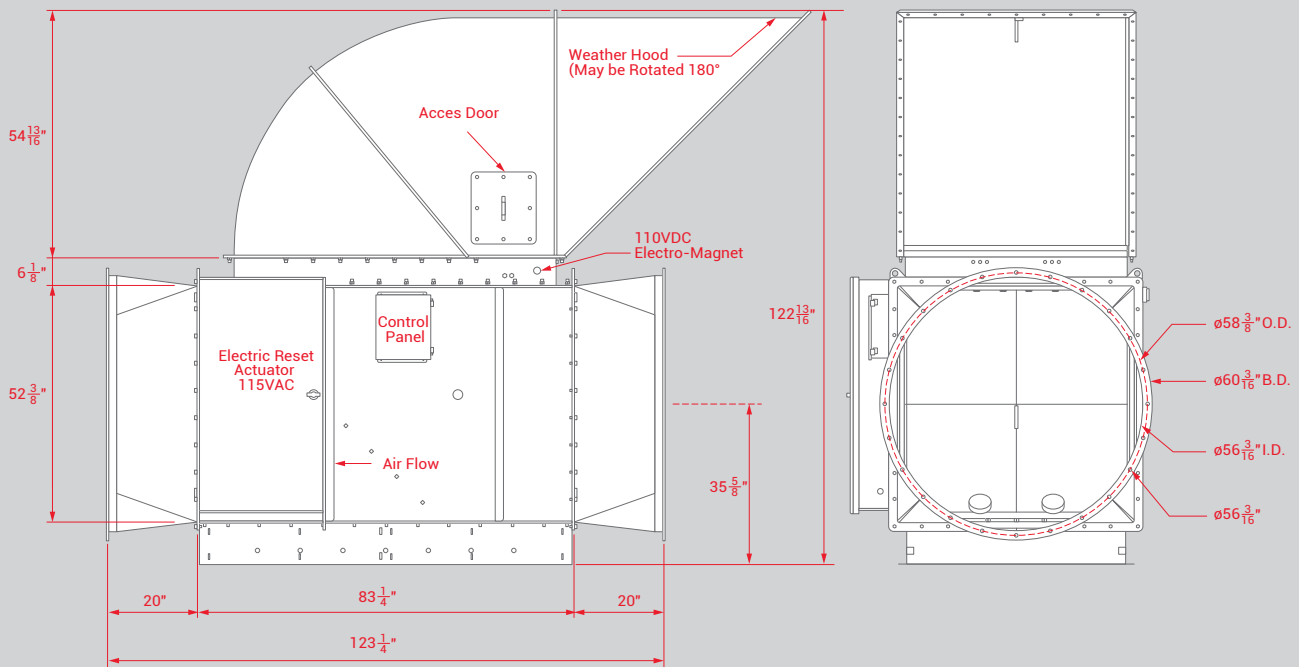 Weather Hood
(May be Rotated 180°
Acces Door
54 13/16"
110VDC
Electro-Magnet
6 1/8"
122 13/16"
Control
Panel
Electric Reset
Actuator
115VAC
52 3/8"
Air Flow
35 5/8"
ø58 3/8" O.D.
ø60 3/16" B.D.
ø56 3/16" I.D.
ø56 3/16"
20"
83 1/4"
20"
123 1/4"